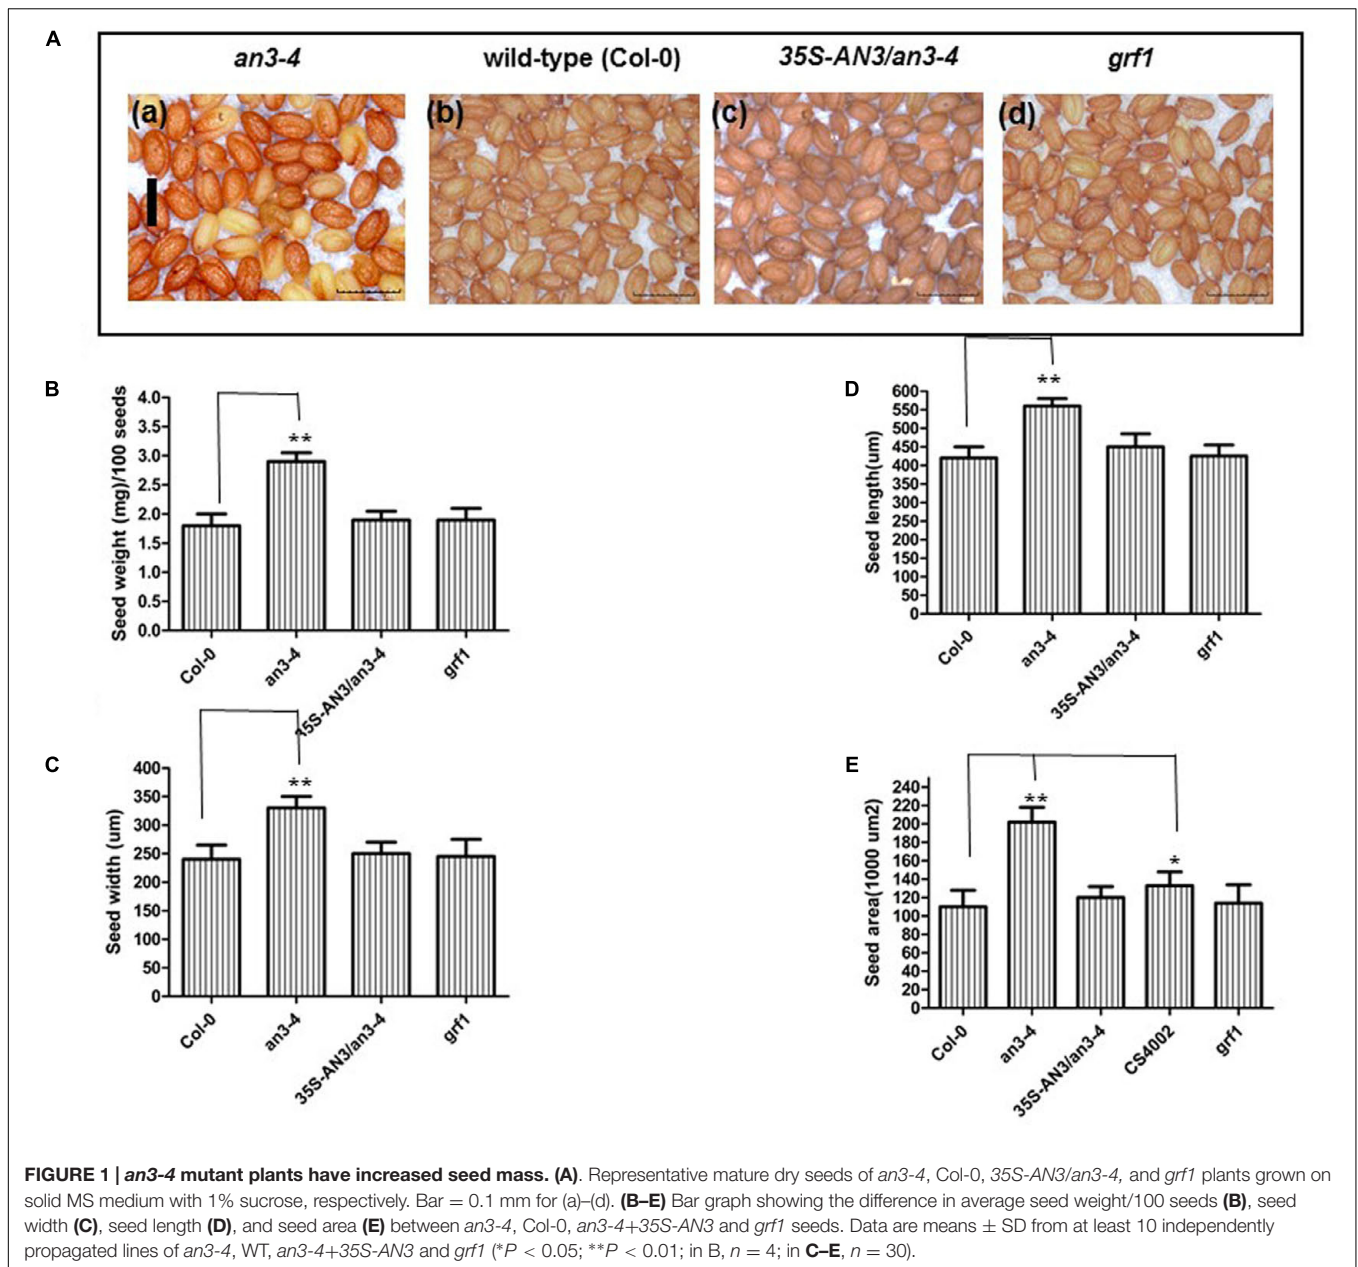 A
an3-4 wild-type (Col-0) 35S-AN3/an3-4 grf1
(a) (b) (c) (d)
B
Seed weight (mg)/100 seeds
4.0
3.5
3.0
2.5
2.0
1.5
1.0
0.5
0.0
**
Col-0 an3-4 35S-AN3/an3-4 grf1
D
Seed length(um)
600
550
500
450
400
350
300
250
200
150
100
50
0
**
Col-0 an3-4 35S-AN3/an3-4 grf1
C
Seed width (um)
400
350
300
250
200
150
100
50
0
**
Col-0 an3-4 35S-AN3/an3-4 grf1
E
Seed area(1000 um2)
240
220
200
180
160
140
120
100
80
60
40
20
0
**
*
Col-0 an3-4 35S-AN3/an3-4 CS4002 grf1
FIGURE 1 | an3-4 mutant plants have increased seed mass. (A). Representative mature dry seeds of an3-4, Col-0, 35S-AN3/an3-4, and grf1 plants grown on
solid MS medium with 1% sucrose, respectively. Bar = 0.1 mm for (a)–(d). (B–E) Bar graph showing the difference in average seed weight/100 seeds (B), seed
width (C), seed length (D), and seed area (E) between an3-4, Col-0, an3-4+35S-AN3 and grf1 seeds. Data are means ± SD from at least 10 independently
propagated lines of an3-4, WT, an3-4+35S-AN3 and grf1 (*P < 0.05; **P < 0.01; in B, n = 4; in C–E, n = 30).